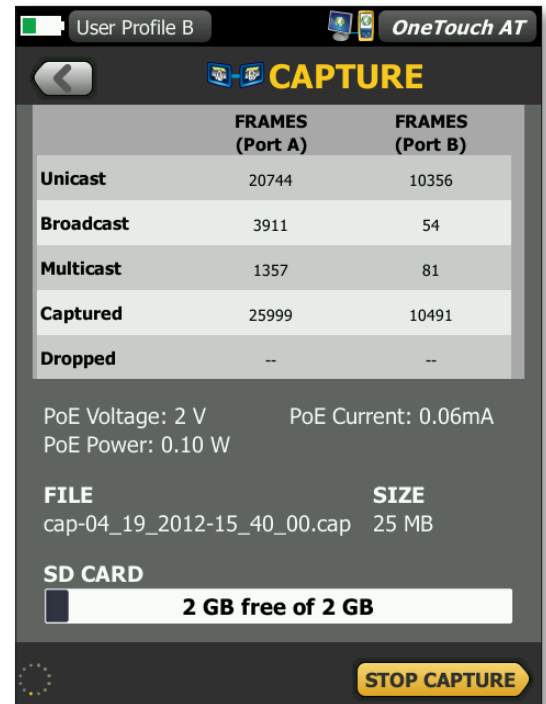 User Profile B
OneTouch AT
CAPTURE
FRAMES FRAMES
(Port A) (Port B)
Unicast 20744 10356
Broadcast 3911 54
Multicast 1357 81
Captured 25999 10491
Dropped -- --
PoE Voltage: 2 V PoE Current: 0.06mA
PoE Power: 0.10 W
FILE SIZE
cap-04_19_2012-15_40_00.cap 25 MB
SD CARD
2 GB free of 2 GB
STOP CAPTURE